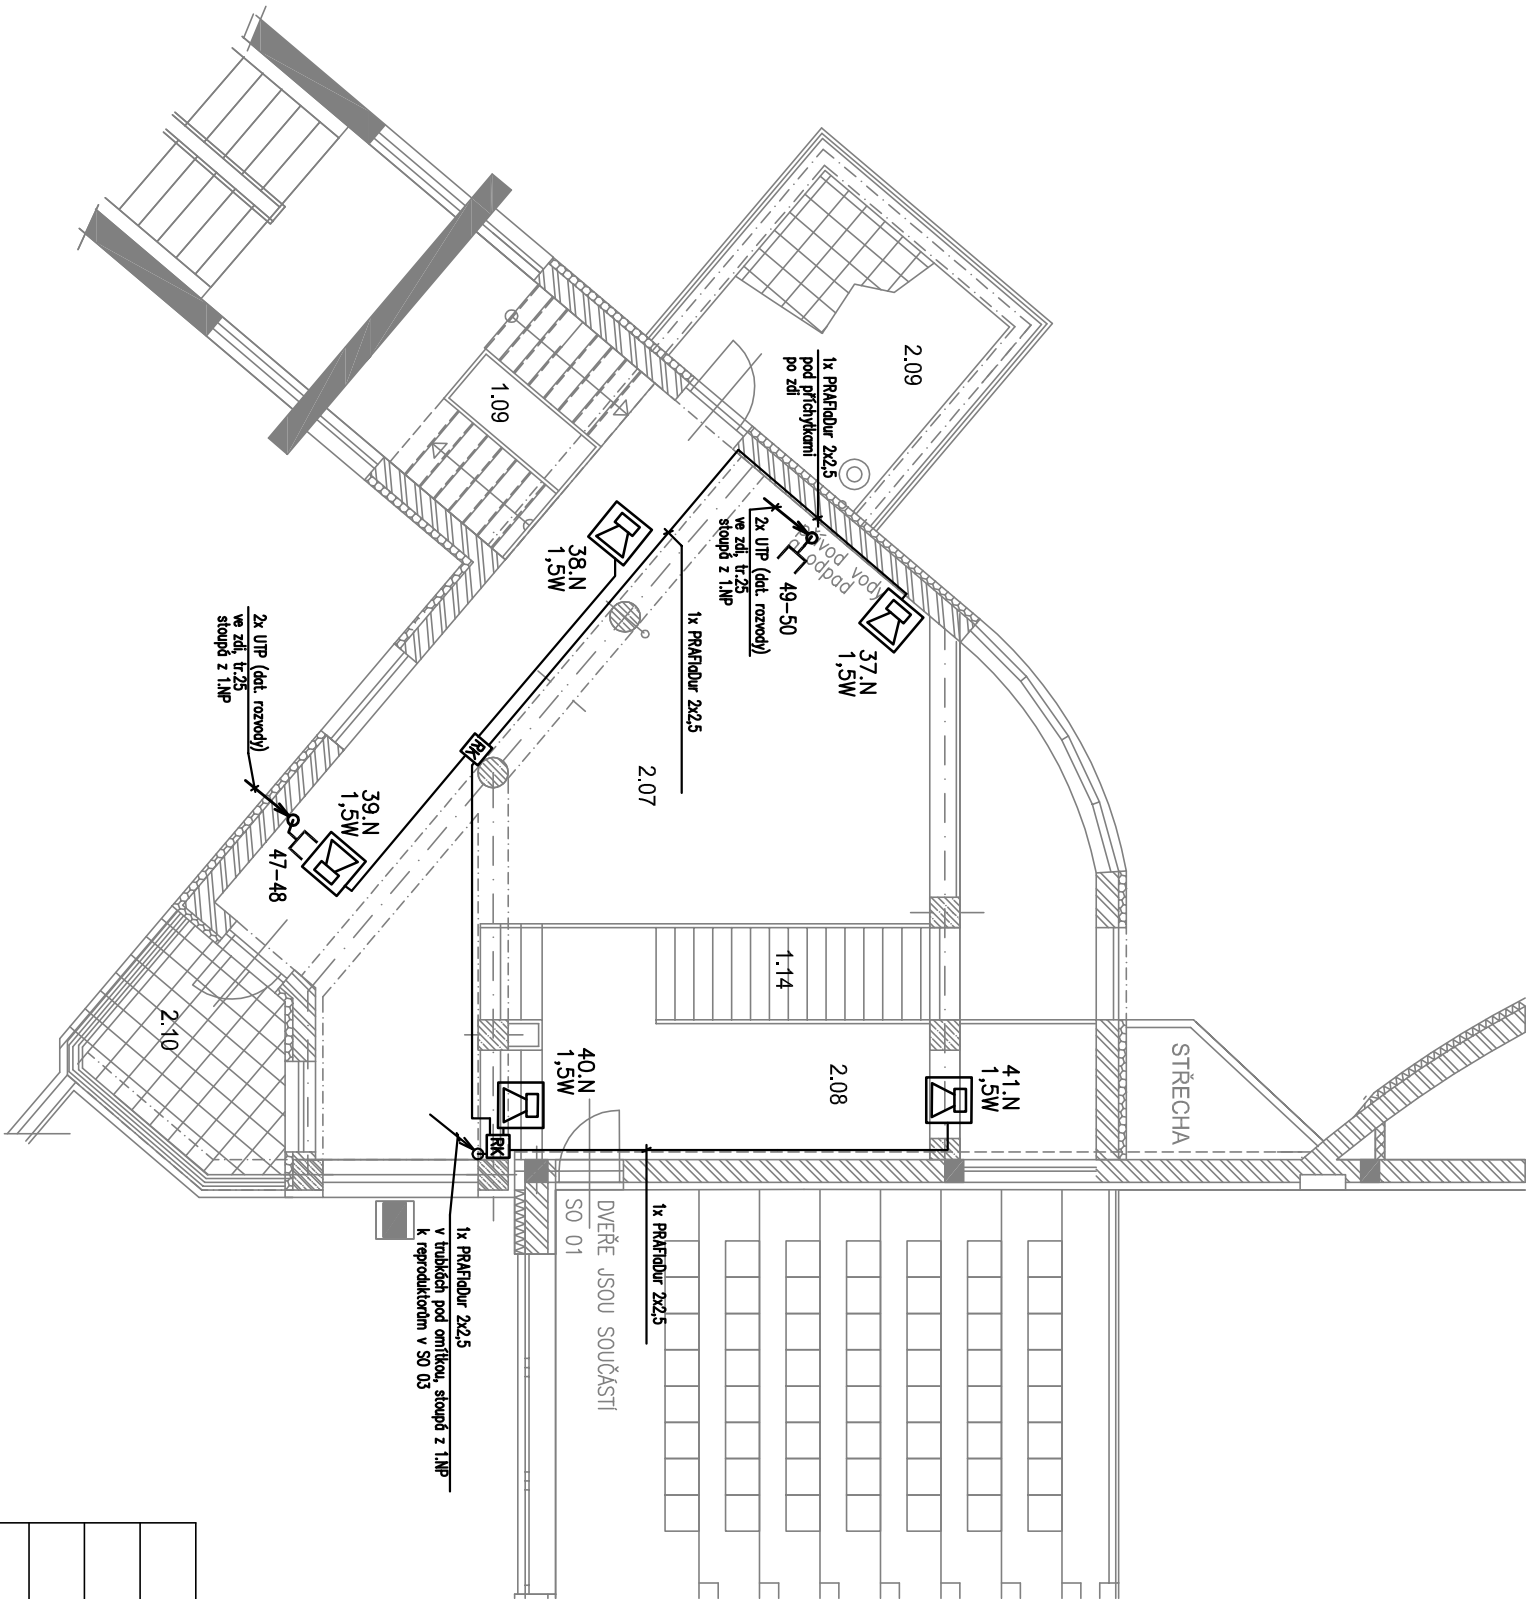 STŘECHA
41.N
1,5W
2.09
37.N
1,5W
2.08
1x PRAFlaDur 2x2,5
pod příchytkami
po zdi
přívod vody
a odpad
49-50
2x UTP (dat. rozvody)
ve zdi, tr.25
stoupá z 1.NP
1.14
1x PRAFlaDur 2x2,5
2.07
1x PRAFlaDur 2x2,5
DVEŘE JSOU SOUČÁSTÍ
SO 01
38.N
1,5W
40.N
1,5W
1.09
RK
RK
1x PRAFlaDur 2x2,5
v trubkách pod omítkou, stoupá z 1.NP
k reproduktorům v SO 03
39.N
1,5W
47-48
2x UTP (dat. rozvody)
ve zdi, tr.25
stoupá z 1.NP
2.10